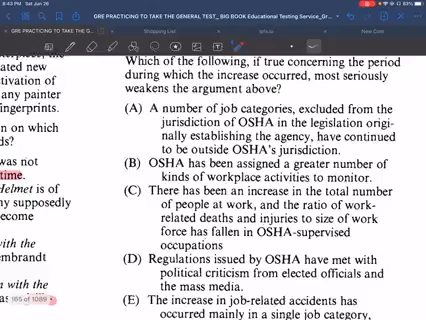 8:43 PM Sat Jun 26
GRE PRACTICING TO TAKE THE GENERAL TEST_ BIG BOOK Educational Testing Service_Gr...
83%
GRE PRACTICING TO TAKE THE G...
Shopping List
New Core
ated new
tivation of
any painter
fingerprints.
n on which
ds?
was not
time.
Helmet is of
ny supposedly
ecome
with the
embrandt
n with the
as
165 of 1089
Which of the following, if true concerning the period
during which the increase occurred, most seriously
weakens the argument above?
(A) A number of job categories, excluded from the
jurisdiction of OSHA in the legislation origi-
nally establishing the agency, have continued
to be outside OSHA's jurisdiction.
(B) OSHA has been assigned a greater number of
kinds of workplace activities to monitor.
(C) There has been an increase in the total number
of people at work, and the ratio of work-
related deaths and injuries to size of work
force has fallen in OSHA-supervised
occupations
(D) Regulations issued by OSHA have met with
political criticism from elected officials and
the mass media.
(E) The increase in job-related accidents has
occurred mainly in a single job category,